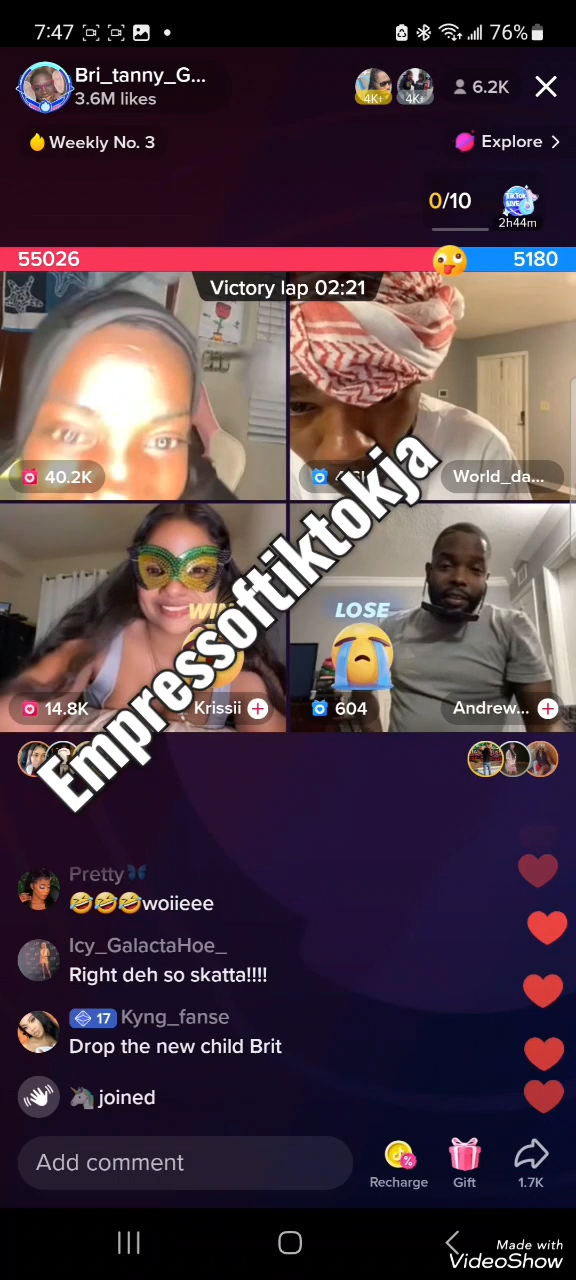 7:47
76%
Bri_tanny_G...
3.6M likes
4K+
4K+
6.2K
Weekly No. 3
Explore >
0/10
TikTok LIVE
2h44m
55026
5180
Victory lap 02:21
40.2K
World_da...
Empressoftiktokja
WIN
LOSE
14.8K
Krissii
604
Andrew...
Pretty🦋
🤣🤣🤣woiieee
Icy_GalactaHoe_
Right deh so skatta!!!!
17 Kyng_fanse
Drop the new child Brit
🦄 joined
Add comment
Recharge
Gift
1.7K
Made with
VideoShow